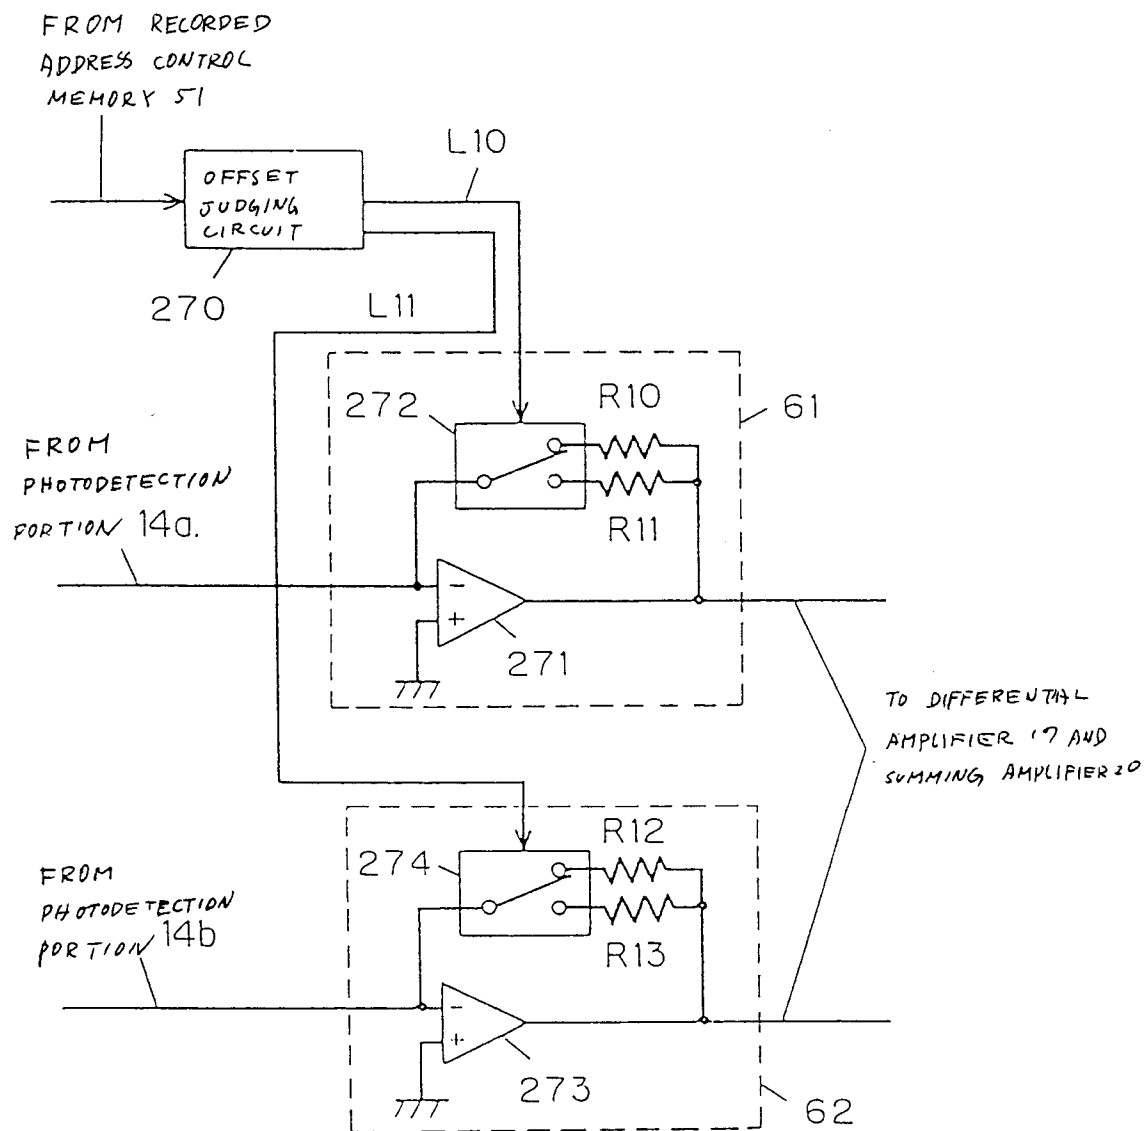 FROM RECORDED
ADDRESS CONTROL
MEMORY 51
L10
OFFSET
JUDGING
CIRCUIT
270
L11
272
R10
61
FROM
PHOTODETECTION
PORTION 14a.
R11
-
+
271
TO DIFFERENTIAL
AMPLIFIER 17 AND
SUMMING AMPLIFIER 20
R12
274
FROM
PHOTODETECTION
PORTION 14b
R13
-
+
273
62